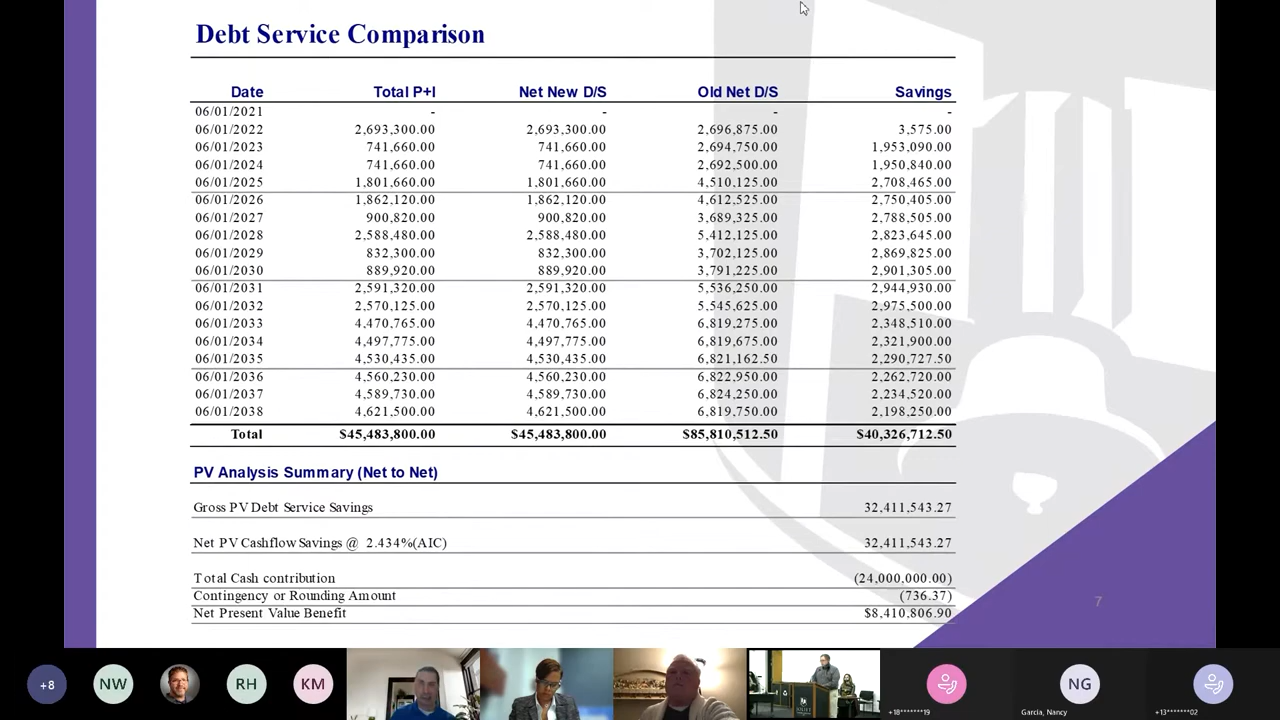 Debt Service Comparison
Date Total P+I Net New D/S Old Net D/S Savings
06/01/2021 - - - -
06/01/2022 2,693,300.00 2,693,300.00 2,696,875.00 3,575.00
06/01/2023 741,660.00 741,660.00 2,694,750.00 1,953,090.00
06/01/2024 741,660.00 741,660.00 2,692,500.00 1,950,840.00
06/01/2025 1,801,660.00 1,801,660.00 4,510,125.00 2,708,465.00
06/01/2026 1,862,120.00 1,862,120.00 4,612,525.00 2,750,405.00
06/01/2027 900,820.00 900,820.00 3,689,325.00 2,788,505.00
06/01/2028 2,588,480.00 2,588,480.00 5,412,125.00 2,823,645.00
06/01/2029 832,300.00 832,300.00 3,702,125.00 2,869,825.00
06/01/2030 889,920.00 889,920.00 3,791,225.00 2,901,305.00
06/01/2031 2,591,320.00 2,591,320.00 5,536,250.00 2,944,930.00
06/01/2032 2,570,125.00 2,570,125.00 5,545,625.00 2,975,500.00
06/01/2033 4,470,765.00 4,470,765.00 6,819,275.00 2,348,510.00
06/01/2034 4,497,775.00 4,497,775.00 6,819,675.00 2,321,900.00
06/01/2035 4,530,435.00 4,530,435.00 6,821,162.50 2,290,727.50
06/01/2036 4,560,230.00 4,560,230.00 6,822,950.00 2,262,720.00
06/01/2037 4,589,730.00 4,589,730.00 6,824,250.00 2,234,520.00
06/01/2038 4,621,500.00 4,621,500.00 6,819,750.00 2,198,250.00
Total $45,483,800.00 $45,483,800.00 $85,810,512.50 $40,326,712.50
PV Analysis Summary (Net to Net)
Gross PV Debt Service Savings 32,411,543.27
Net PV Cashflow Savings @ 2.434%(AIC) 32,411,543.27
Total Cash contribution (24,000,000.00)
Contingency or Rounding Amount (736.37)
Net Present Value Benefit $8,410,806.90
7
+8 NW RH KM NG
+18*******19 Garcia, Nancy +13*******02